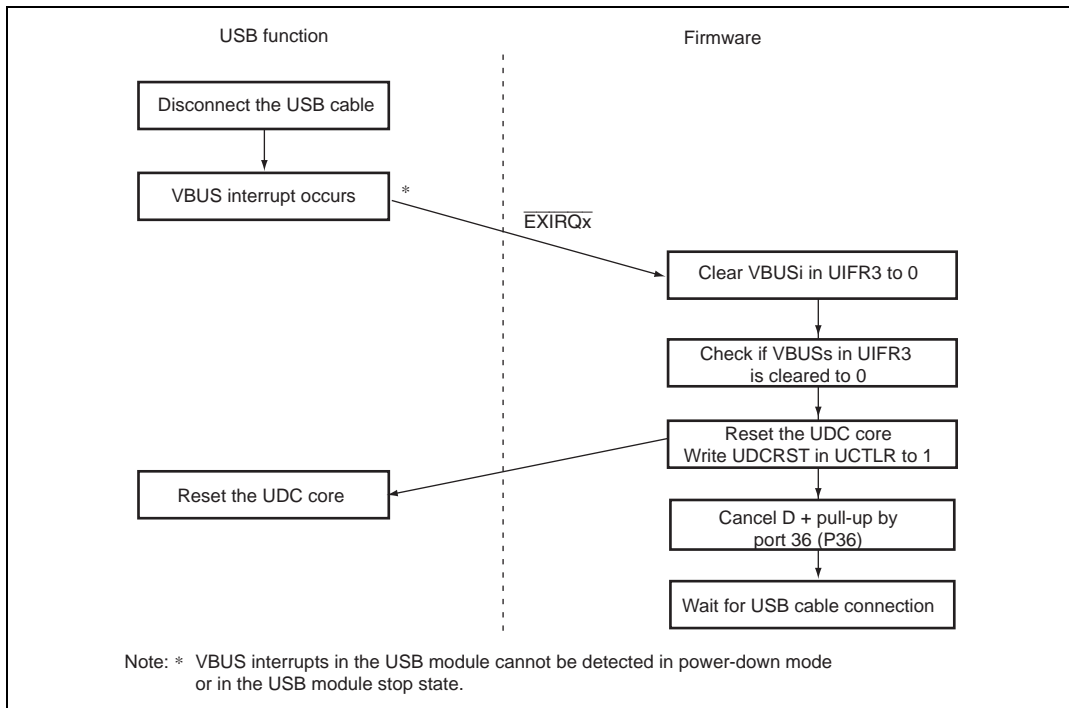 USB function
Firmware
Disconnect the USB cable
VBUS interrupt occurs
*
EXIRQx
Clear VBUSi in UIFR3 to 0
Check if VBUSs in UIFR3
is cleared to 0
Reset the UDC core
Write UDCRST in UCTLR to 1
Reset the UDC core
Cancel D + pull-up by
port 36 (P36)
Wait for USB cable connection
Note: * VBUS interrupts in the USB module cannot be detected in power-down mode
or in the USB module stop state.